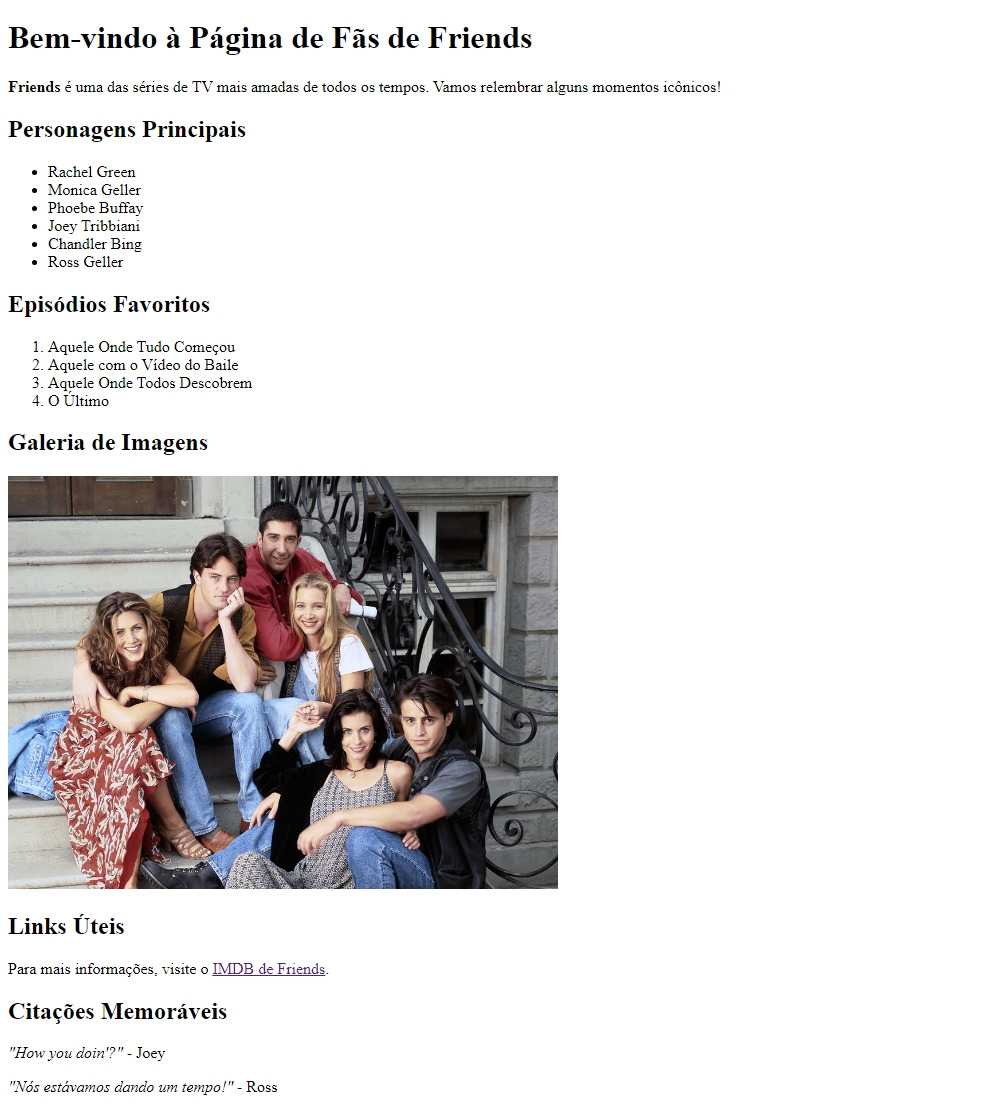 Bem-vindo à Página de Fãs de Friends
Friends é uma das séries de TV mais amadas de todos os tempos. Vamos relembrar alguns momentos icônicos!
Personagens Principais
• Rachel Green
• Monica Geller
• Phoebe Buffay
• Joey Tribbiani
• Chandler Bing
• Ross Geller
Episódios Favoritos
1. Aquele Onde Tudo Começou
2. Aquele com o Vídeo do Baile
3. Aquele Onde Todos Descobrem
4. O Último
Galeria de Imagens
Links Úteis
Para mais informações, visite o IMDB de Friends.
Citações Memoráveis
"How you doin'?" - Joey
"Nós estávamos dando um tempo!" - Ross